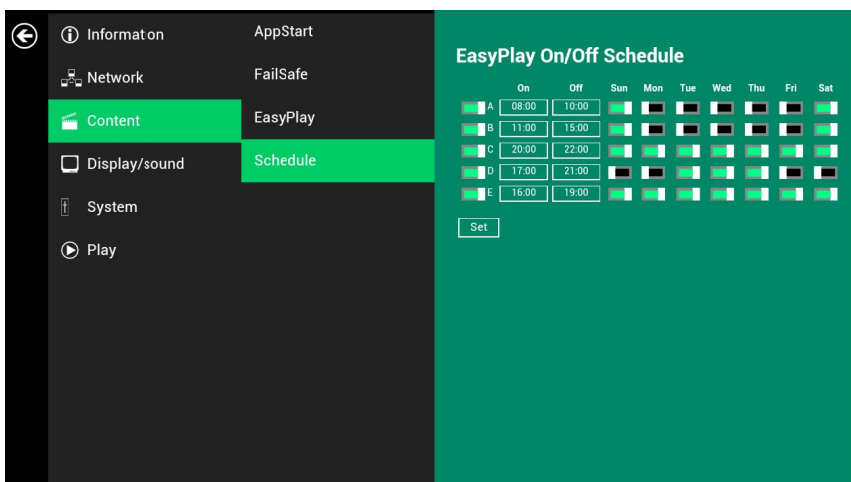 Informat on
AppStart
Network
FailSafe
Content
EasyPlay
Display/sound
Schedule
System
Play
EasyPlay On/Off Schedule
On Off Sun Mon Tue Wed Thu Fri Sat
A 08:00 10:00
B 11:00 15:00
C 20:00 22:00
D 17:00 21:00
E 16:00 19:00
Set